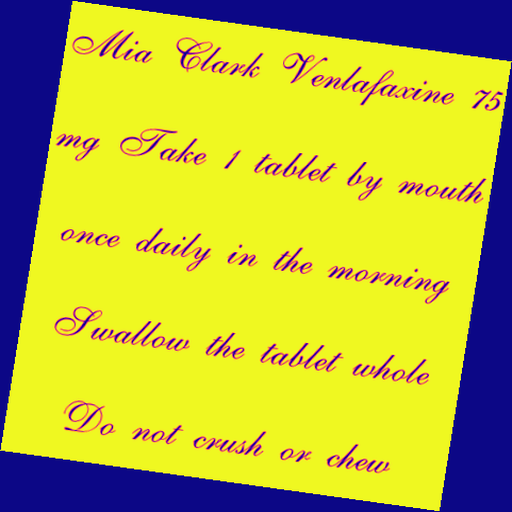 Mia Clark Venlafaxine 75
mg Take 1 tablet by mouth
once daily in the morning
Swallow the tablet whole
Do not crush or chew